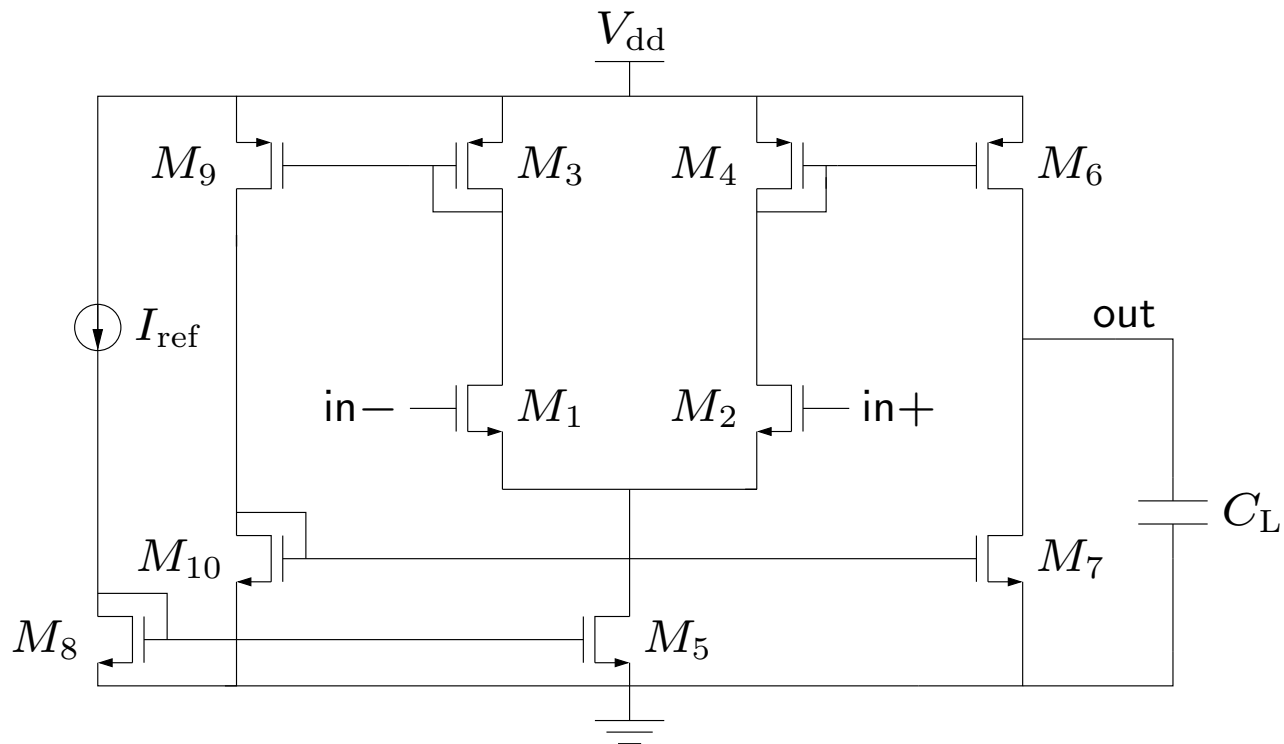 V_dd
M_9
M_3
M_4
M_6
I_ref
out
in−
M_1
M_2
in+
C_L
M_10
M_7
M_8
M_5